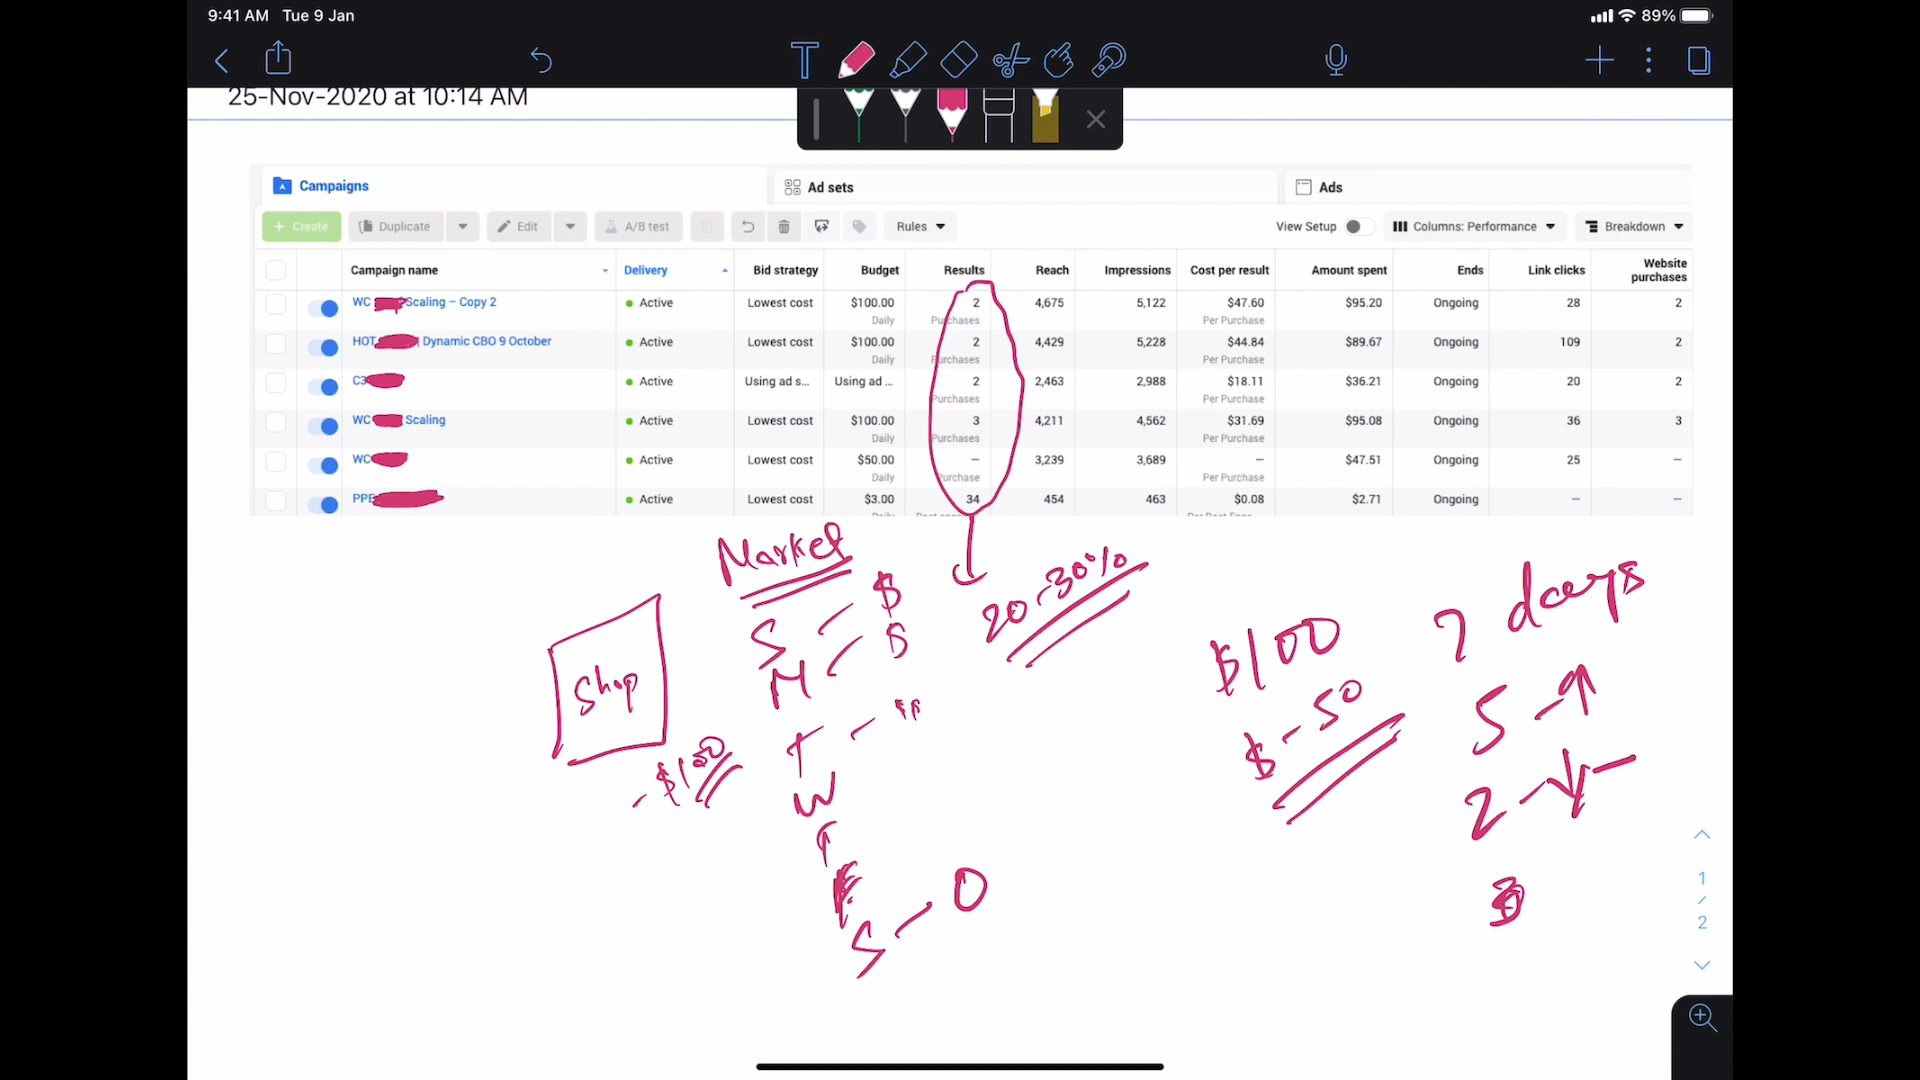 9:41 AM Tue 9 Jan 89%
25-Nov-2020 at 10:14 AM
Campaigns Ad sets Ads
+ Create Duplicate Edit A/B test Rules View Setup Columns: Performance Breakdown
Campaign name Delivery Bid strategy Budget Results Reach Impressions Cost per result Amount spent Ends Link clicks Website purchases
WC Scaling – Copy 2 Active Lowest cost $100.00 2 4,675 5,122 $47.60 $95.20 Ongoing 28 2
Daily Purchases Per Purchase
HOT Dynamic CBO 9 October Active Lowest cost $100.00 2 4,429 5,228 $44.84 $89.67 Ongoing 109 2
Daily Purchases Per Purchase
C3 Active Using ad s... Using ad ... 2 2,463 2,988 $18.11 $36.21 Ongoing 20 2
Purchases Per Purchase
WC Scaling Active Lowest cost $100.00 3 4,211 4,562 $31.69 $95.08 Ongoing 36 3
Daily Purchases Per Purchase
WC Active Lowest cost $50.00 – 3,239 3,689 – $47.51 Ongoing 25 –
Daily Purchase Per Purchase
PPE Active Lowest cost $3.00 34 454 463 $0.08 $2.71 Ongoing – –
Market
20-30%
7 days
S - $
M - $
$100
Shop
T - "
$ - 50
5 -
- $100
W
2 -
S - 0
1
/
2